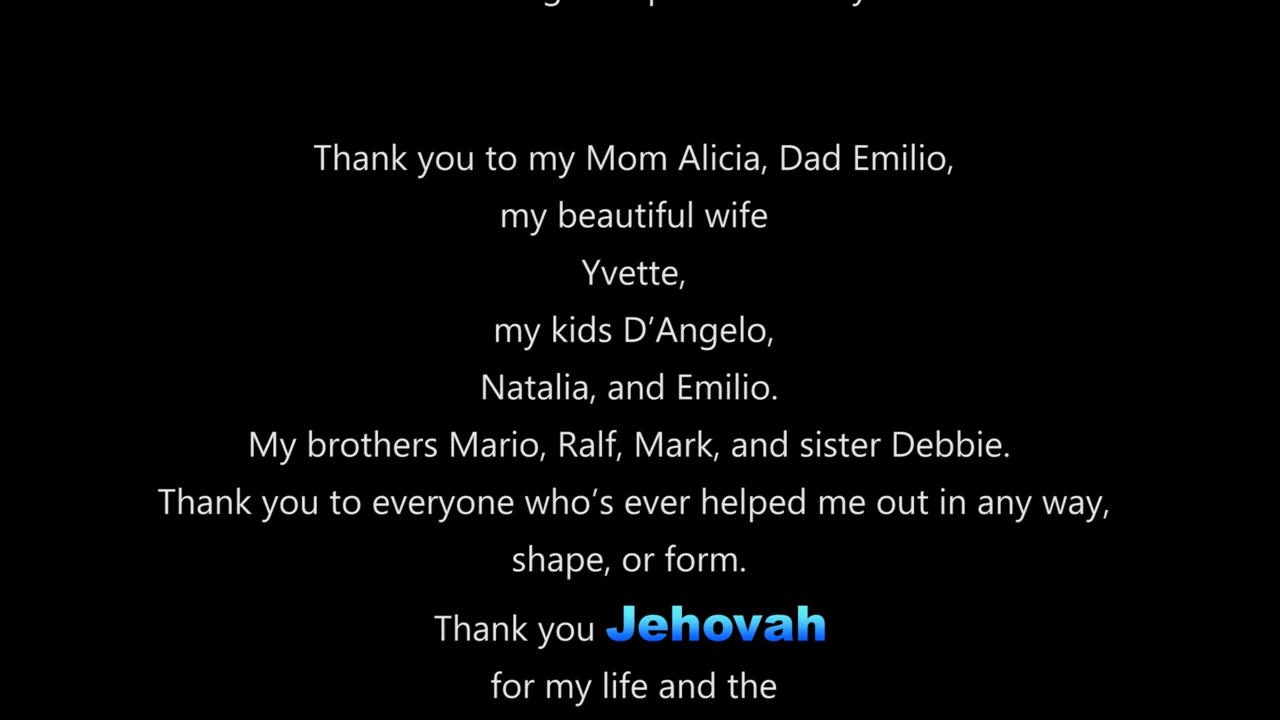 Thank you to my Mom Alicia, Dad Emilio,
my beautiful wife
Yvette,
my kids D’Angelo,
Natalia, and Emilio.
My brothers Mario, Ralf, Mark, and sister Debbie.
Thank you to everyone who’s ever helped me out in any way,
shape, or form.
Thank you Jehovah
for my life and the